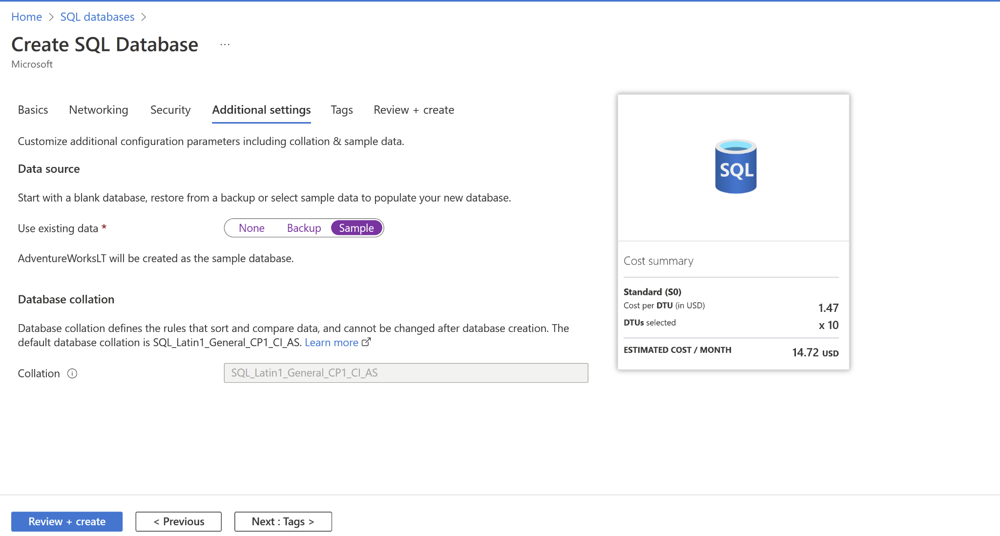 Home > SQL databases >
Create SQL Database ...
Microsoft
Basics Networking Security Additional settings Tags Review + create
Customize additional configuration parameters including collation & sample data.
Data source
Start with a blank database, restore from a backup or select sample data to populate your new database.
Use existing data * None Backup Sample
AdventureWorksLT will be created as the sample database.
Database collation
Database collation defines the rules that sort and compare data, and cannot be changed after database creation. The
default database collation is SQL_Latin1_General_CP1_CI_AS. Learn more
Collation SQL_Latin1_General_CP1_CI_AS
SQL
Cost summary
Standard (S0)
Cost per DTU (in USD) 1.47
DTUs selected x 10
ESTIMATED COST / MONTH 14.72 USD
Review + create < Previous Next : Tags >